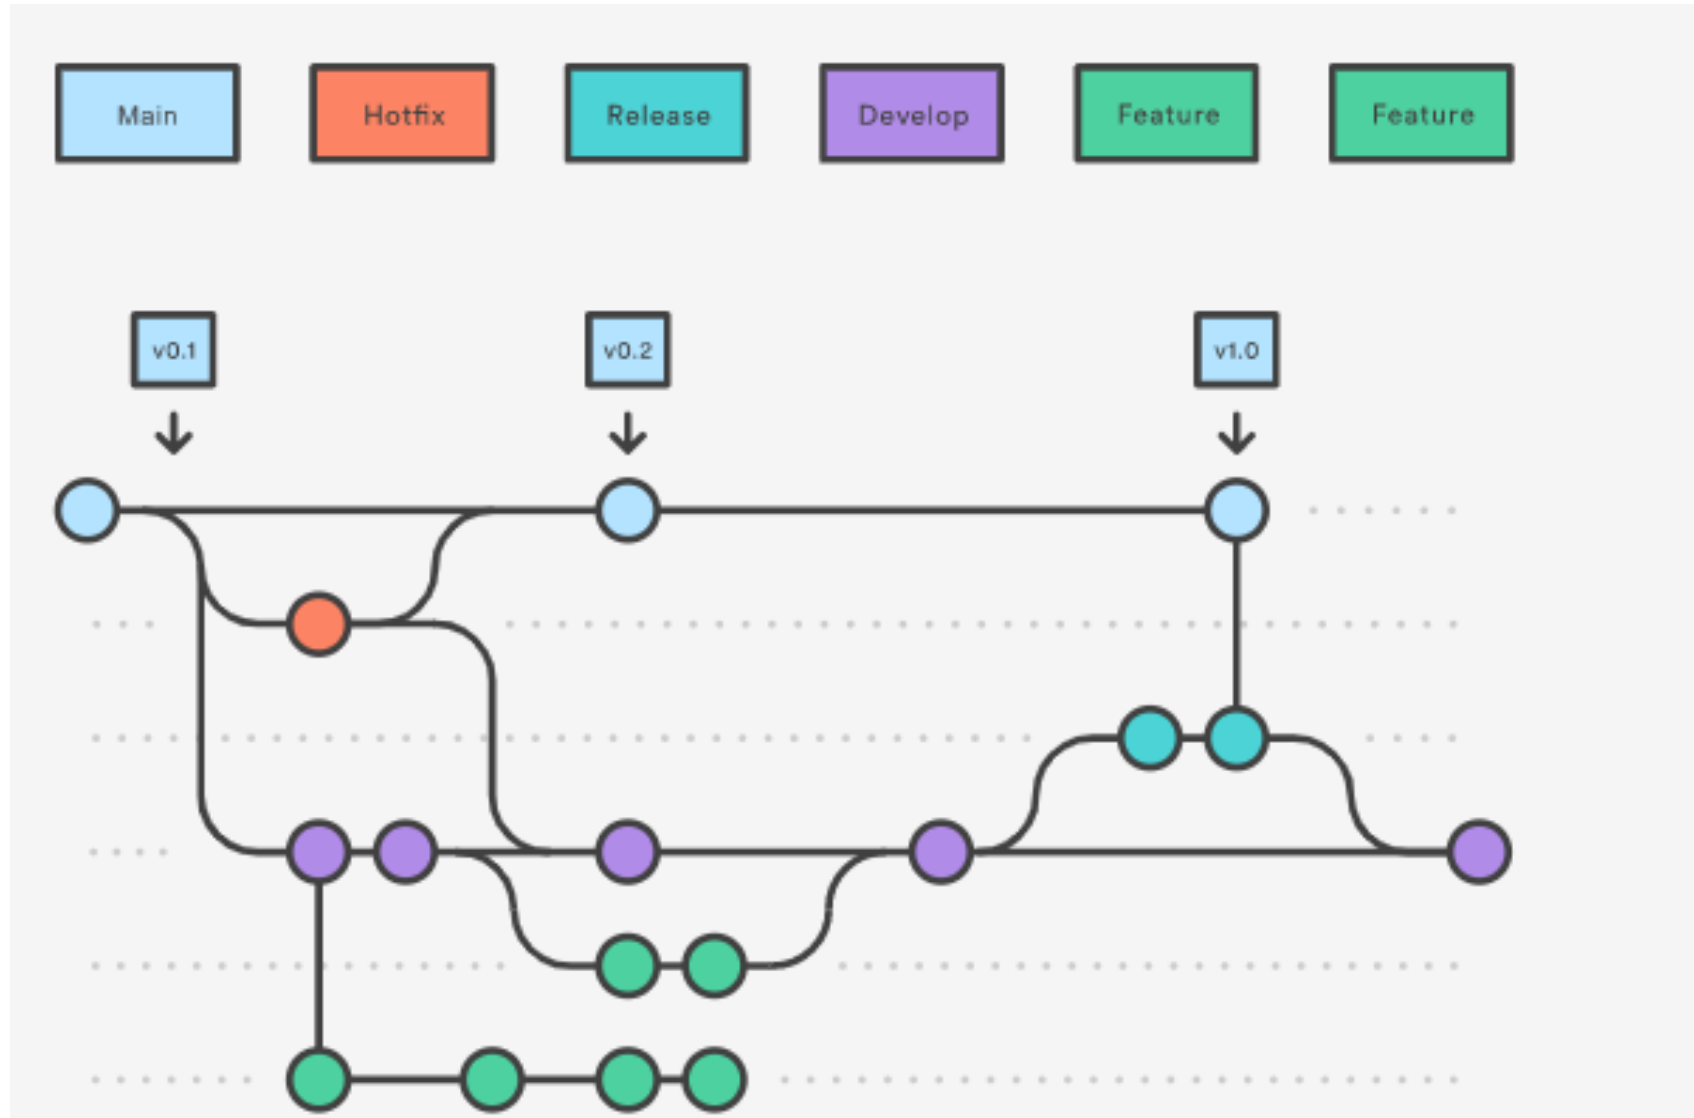 Main
Hotfix
Release
Develop
Feature
Feature
v0.1
v0.2
v1.0